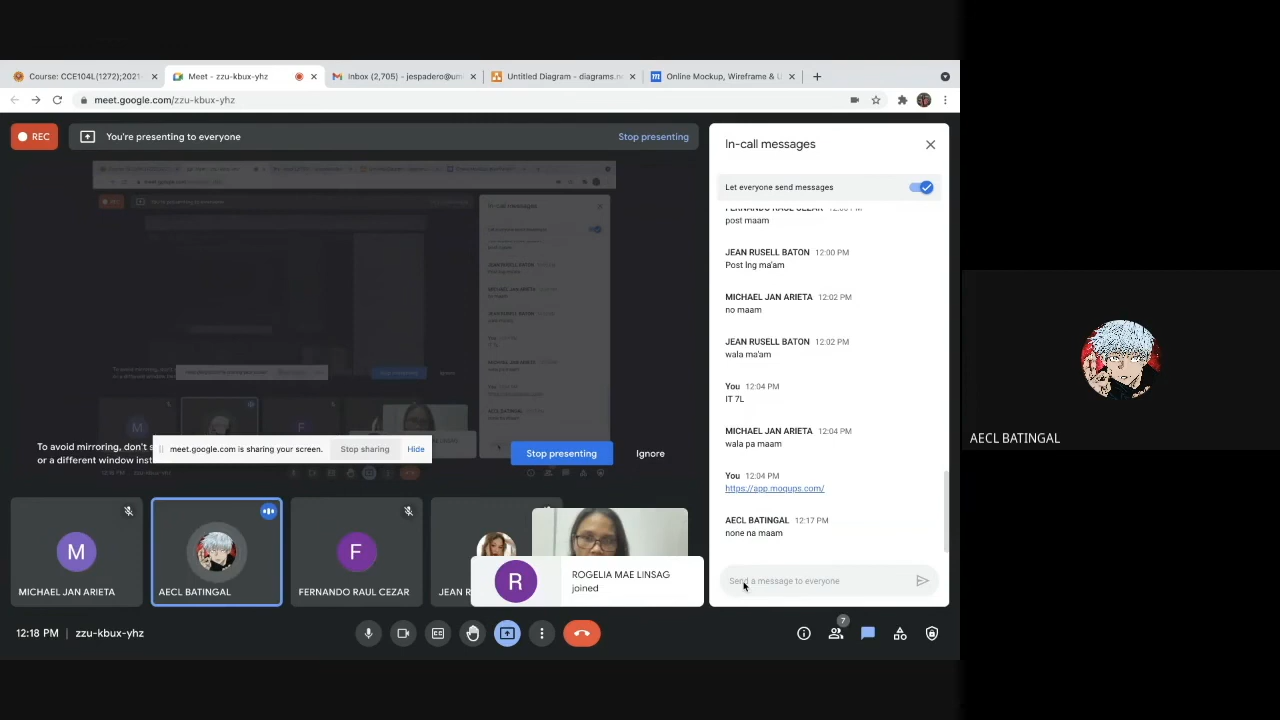 Course: CCE104L(1272);2021-
Meet - zzu-kbux-yhz
Inbox (2,705) - jespadero@um
Untitled Diagram - diagrams.n
Online Mockup, Wireframe & U
meet.google.com/zzu-kbux-yhz
REC
You're presenting to everyone
Stop presenting
To avoid mirroring, don't s
or a different window inst
meet.google.com is sharing your screen.
Stop sharing
Hide
Stop presenting
Ignore
MICHAEL JAN ARIETA
AECL BATINGAL
FERNANDO RAUL CEZAR
JEAN R
M
F
R
ROGELIA MAE LINSAG
joined
12:18 PM | zzu-kbux-yhz
7
In-call messages
Let everyone send messages
post maam
JEAN RUSELL BATON 12:00 PM
Post lng ma'am
MICHAEL JAN ARIETA 12:02 PM
no maam
JEAN RUSELL BATON 12:02 PM
wala ma'am
You 12:04 PM
IT 7L
MICHAEL JAN ARIETA 12:04 PM
wala pa maam
You 12:04 PM
https://app.moqups.com/
AECL BATINGAL 12:17 PM
none na maam
Send a message to everyone
AECL BATINGAL